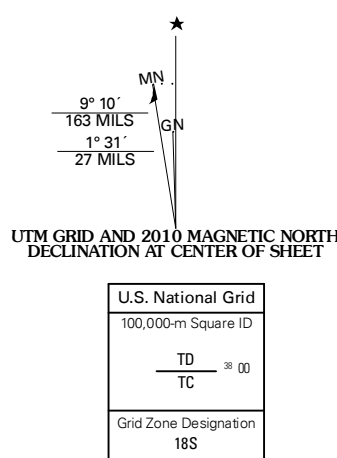 MN
9° 10´
163 MILS
GN
1° 31´
27 MILS
UTM GRID AND 2010 MAGNETIC NORTH
DECLINATION AT CENTER OF SHEET
U.S. National Grid
100,000-m Square ID
TD
38 00
TC
Grid Zone Designation
18S